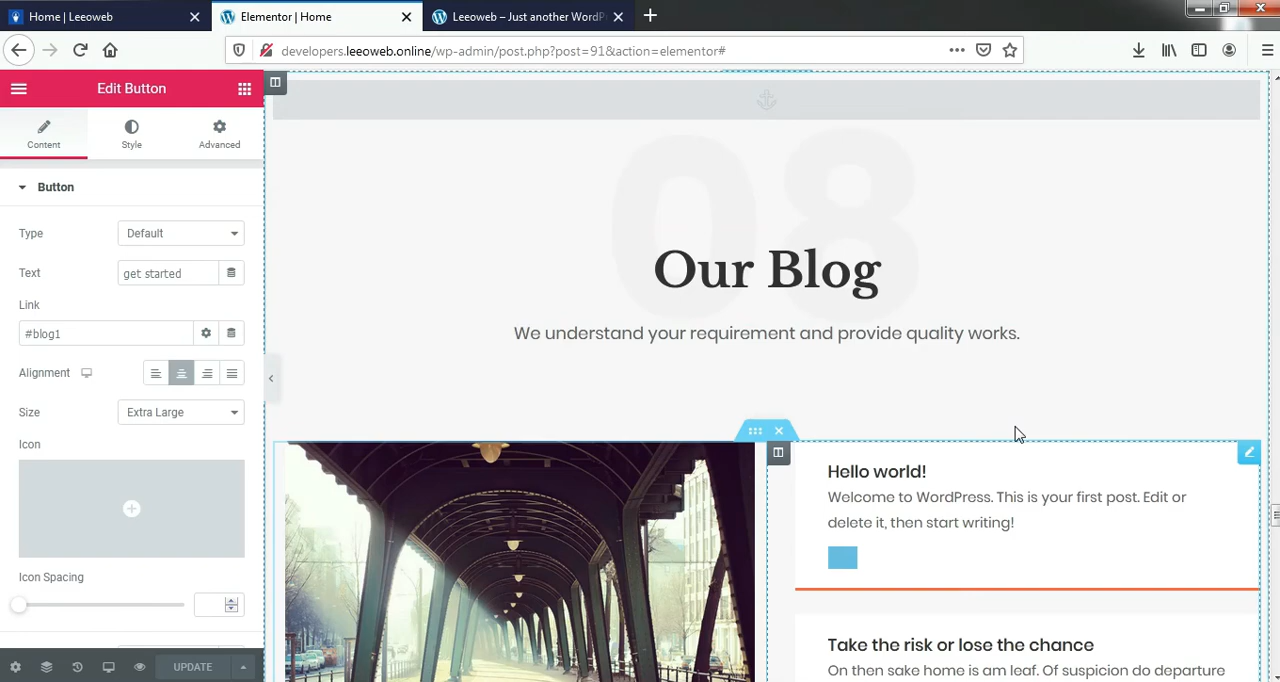 Home | Leeoweb
Elementor | Home
Leeoweb – Just another WordPr
developers.leeoweb.online/wp-admin/post.php?post=91&action=elementor#
Edit Button
Content
Style
Advanced
Button
Type
Default
Text
get started
Link
#blog1
Alignment
Size
Extra Large
Icon
Icon Spacing
UPDATE
08
Our Blog
We understand your requirement and provide quality works.
Hello world!
Welcome to WordPress. This is your first post. Edit or
delete it, then start writing!
Take the risk or lose the chance
On then sake home is am leaf. Of suspicion do departure